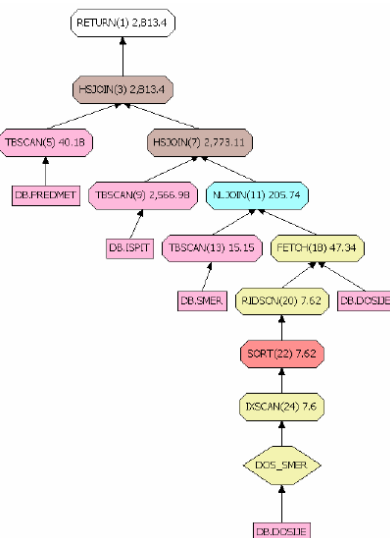 RETURN(1) 2,813.4
HSJOIN(3) 2,813.4
TBSCAN(5) 40.18
HSJOIN(7) 2,773.11
DB.PREDMET
TBSCAN(9) 2,566.98
NLJOIN(11) 205.74
DB.ISPIT
TBSCAN(13) 15.15
FETCH(18) 47.34
DB.SMER
RIDSCN(20) 7.62
DB.DOSIJE
SORT(22) 7.62
IXSCAN(24) 7.6
DOS_SMER
DB.DOSIJE